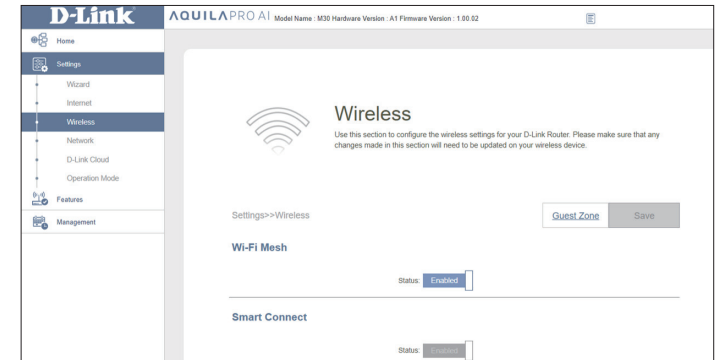 D-Link
AQUILA PRO AI Model Name : M30 Hardware Version : A1 Firmware Version : 1.00.02
Home
Settings
Wizard
Internet
Wireless
Network
D-Link Cloud
Operation Mode
Features
Management
Wireless
Use this section to configure the wireless settings for your D-Link Router. Please make sure that any
changes made in this section will need to be updated on your wireless device.
Settings>>Wireless
Guest Zone
Save
Wi-Fi Mesh
Status: Enabled
Smart Connect
Status: Enabled